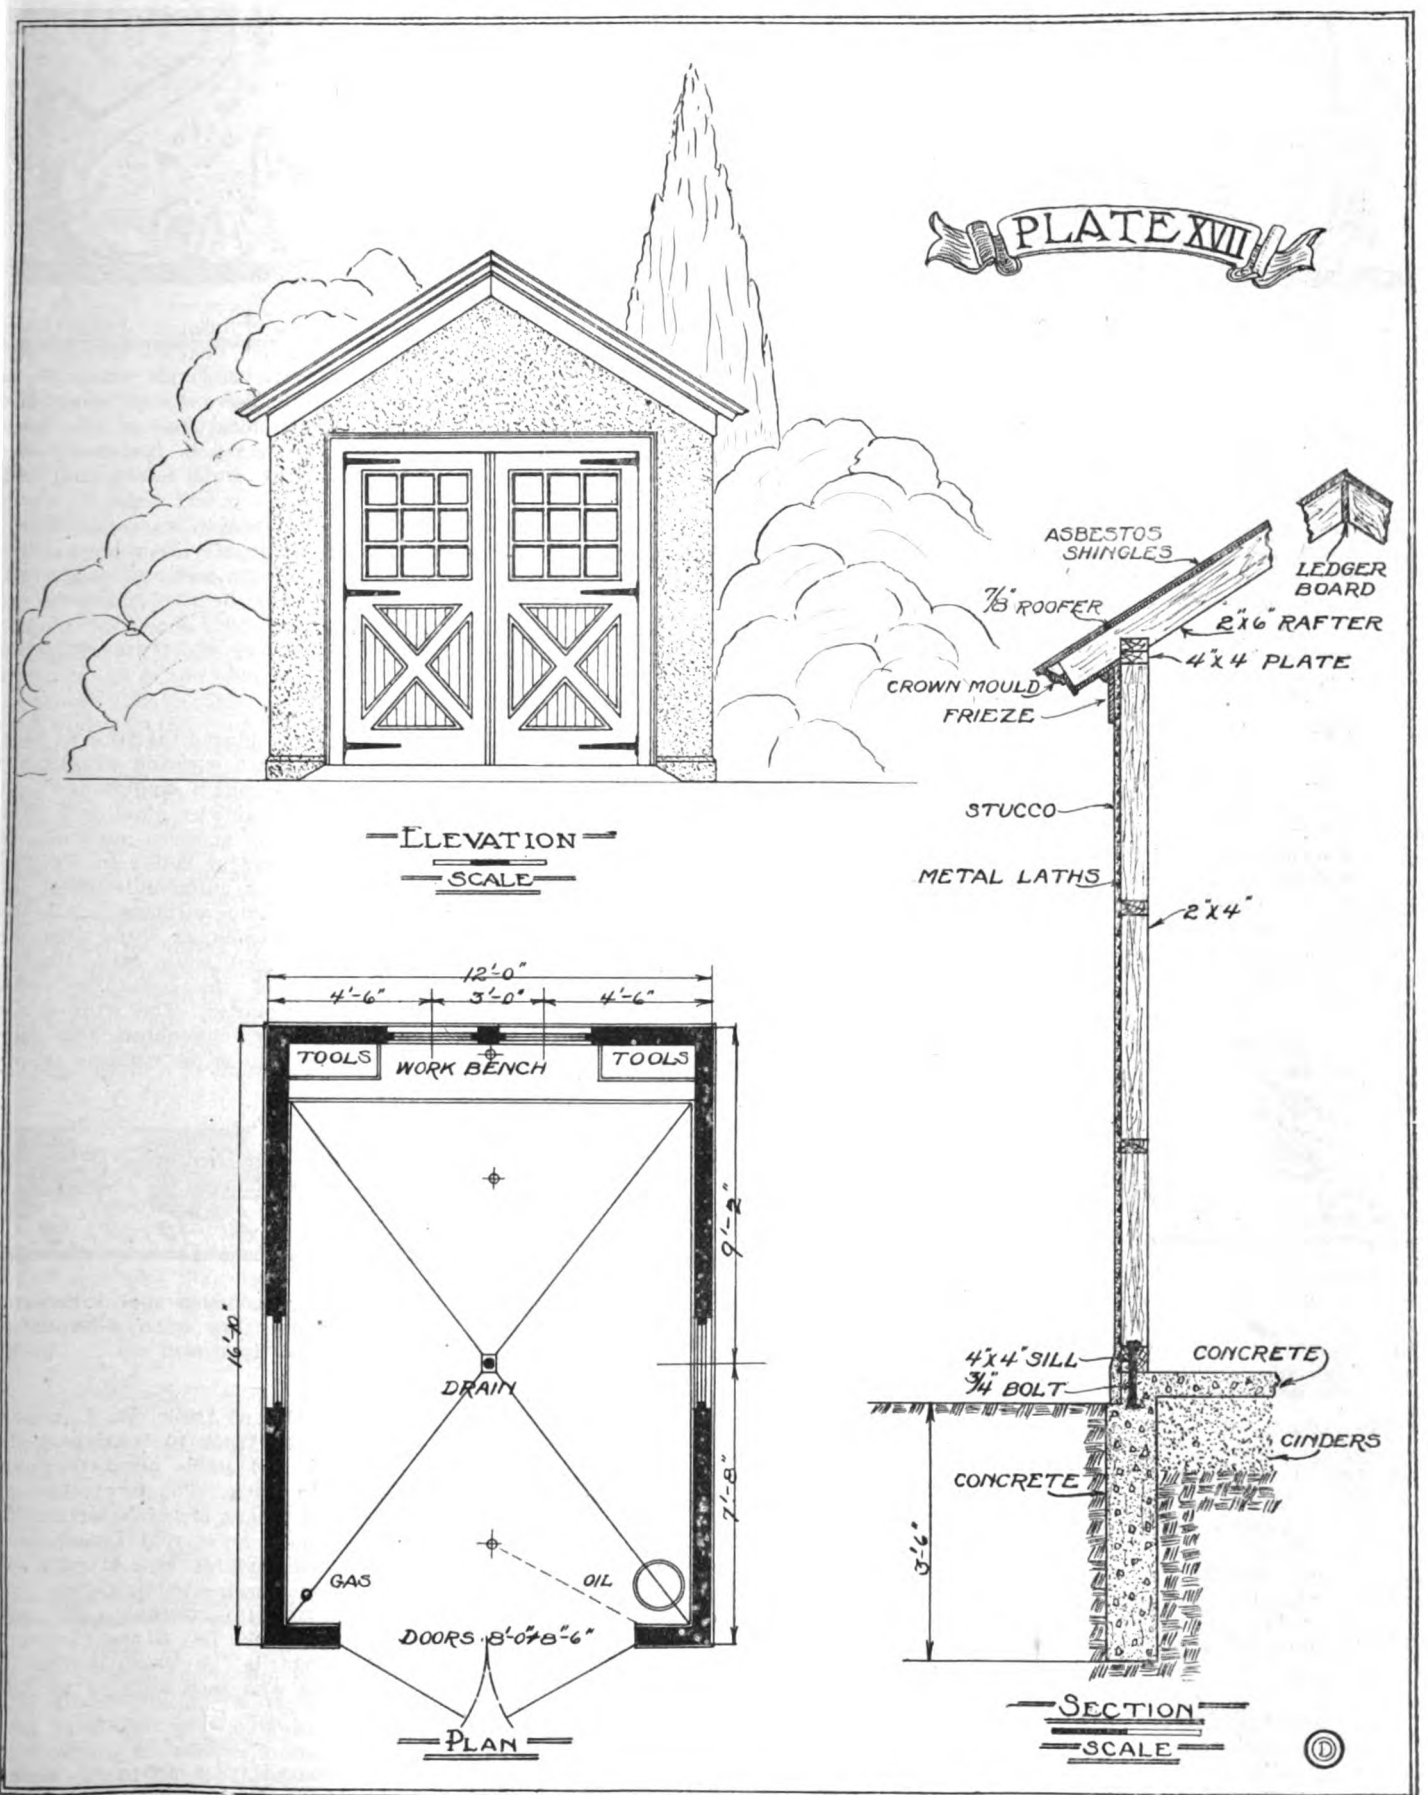 PLATE XVII
ELEVATION
SCALE
ASBESTOS
SHINGLES
7/8" ROOFER
LEDGER
BOARD
2"X6" RAFTER
4"X4" PLATE
CROWN MOULD
FRIEZE
STUCCO
METAL LATHS
2"X4"
4"X4" SILL
3/4" BOLT
CONCRETE
CINDERS
CONCRETE
3'-6"
SECTION
SCALE
D
12'-0"
4'-6" 3'-0" 4'-6"
TOOLS WORK BENCH TOOLS
9'-2"
16'-10"
DRAIN
7'-8"
GAS OIL
DOORS 8'-0"+8'-6"
PLAN